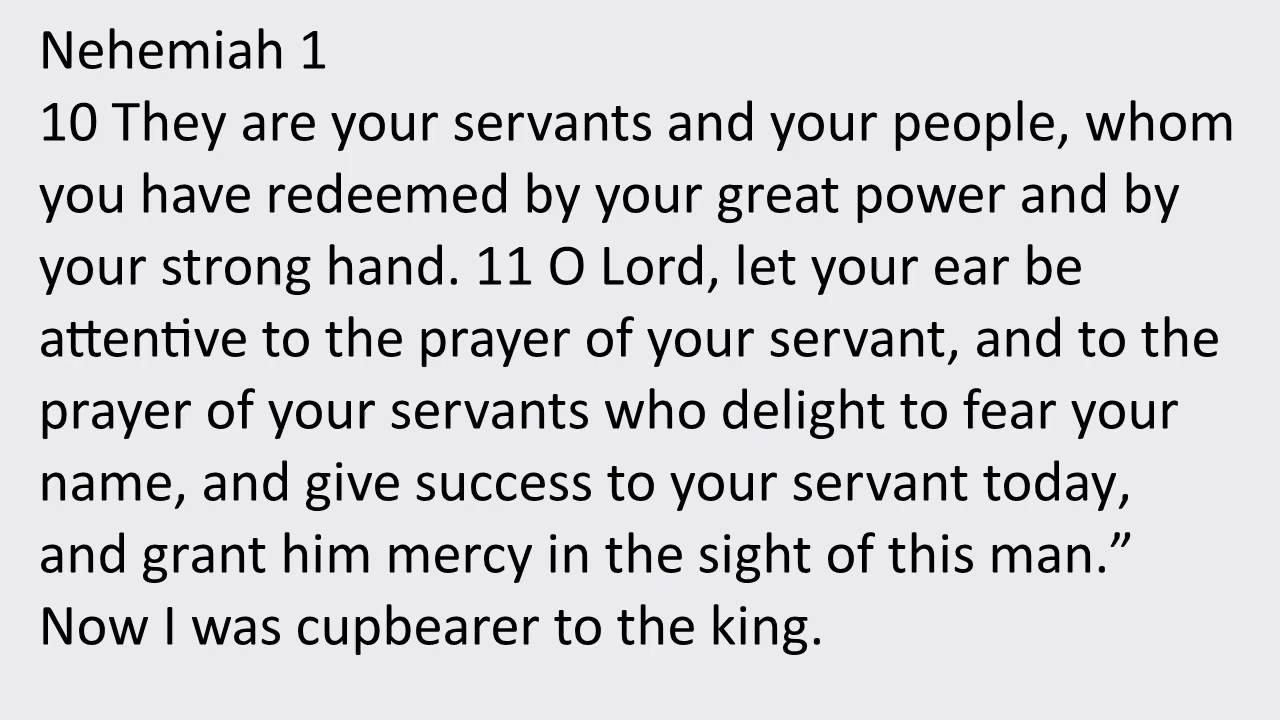 Nehemiah 1
10 They are your servants and your people, whom
you have redeemed by your great power and by
your strong hand. 11 O Lord, let your ear be
attentive to the prayer of your servant, and to the
prayer of your servants who delight to fear your
name, and give success to your servant today,
and grant him mercy in the sight of this man.”
Now I was cupbearer to the king.